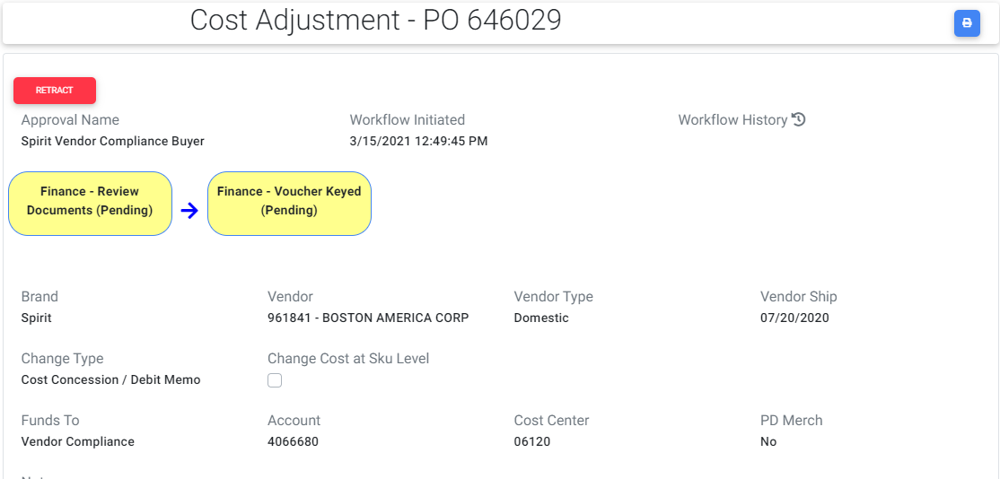 Cost Adjustment - PO 646029
RETRACT
Approval Name
Workflow Initiated
Workflow History
Spirit Vendor Compliance Buyer
3/15/2021 12:49:45 PM
Finance - Review
Documents (Pending)
Finance - Voucher Keyed
(Pending)
Brand
Vendor
Vendor Type
Vendor Ship
Spirit
961841 - BOSTON AMERICA CORP
Domestic
07/20/2020
Change Type
Change Cost at Sku Level
Cost Concession / Debit Memo
Funds To
Account
Cost Center
PD Merch
Vendor Compliance
4066680
06120
No